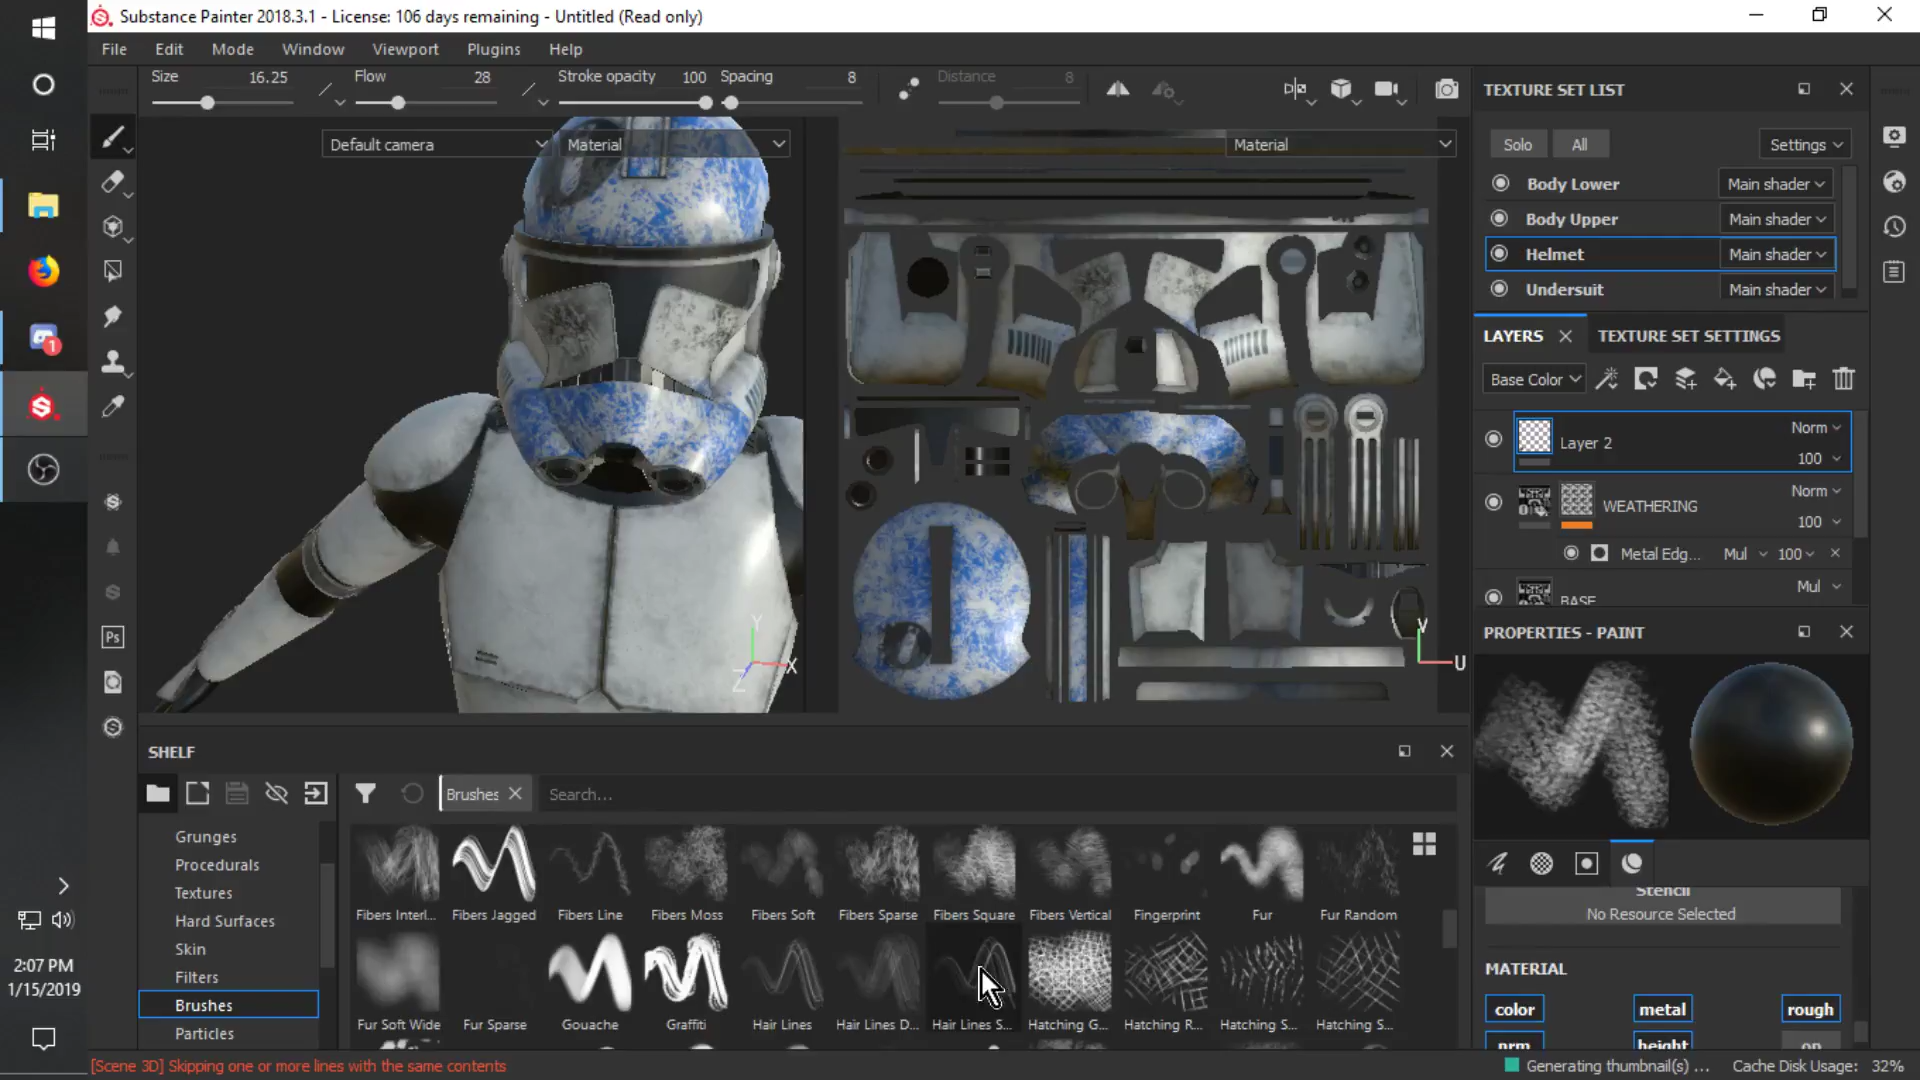 Substance Painter 2018.3.1 - License: 106 days remaining - Untitled (Read only)
File Edit Mode Window Viewport Plugins Help
Size 16.25 Flow 28 Stroke opacity 100 Spacing 8 Distance 8
Default camera Material Material
TEXTURE SET LIST
Solo All Settings
Body Lower Main shader
Body Upper Main shader
Helmet Main shader
Undersuit Main shader
LAYERS TEXTURE SET SETTINGS
Base Color
Layer 2 Norm 100
WEATHERING Norm 100
Metal Edg... Mul 100
BASE Mul
PROPERTIES - PAINT
Stencil
No Resource Selected
MATERIAL
color metal rough
nrm height op
Y X Z
V U
Ps
1
SHELF
Brushes Search...
Grunges
Procedurals
Textures
Hard Surfaces
Skin
Filters
Brushes
Particles
Fibers Interl... Fibers Jagged Fibers Line Fibers Moss Fibers Soft Fibers Sparse Fibers Square Fibers Vertical Fingerprint Fur Fur Random
Fur Soft Wide Fur Sparse Gouache Graffiti Hair Lines Hair Lines D... Hair Lines S... Hatching G... Hatching R... Hatching S... Hatching S...
2:07 PM
1/15/2019
[Scene 3D] Skipping one or more lines with the same contents
Generating thumbnail(s) ... Cache Disk Usage: 32%